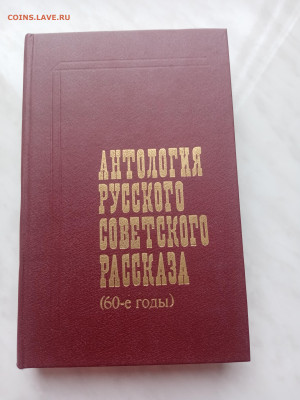 COINS.LAVE.RU
АНТОЛОГИЯ
РУССКОГО
СОВЕТСКОГО
РАССКАЗА
(60-е годы)